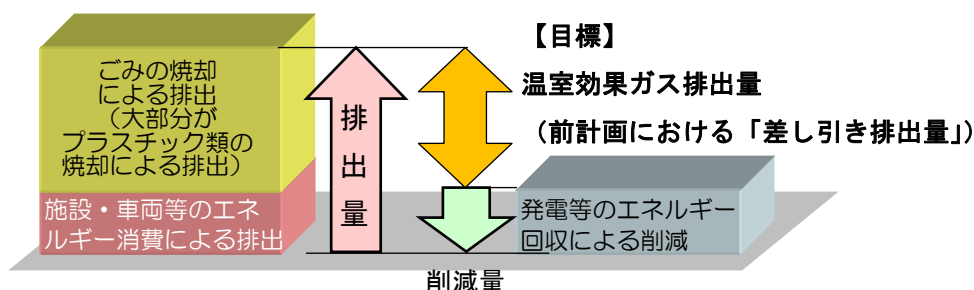 ごみの焼却
による排出
（大部分が
プラスチック類の
焼却による排出）
施設・車両等のエネ
ルギー消費による排出
排
出
量
【目標】
温室効果ガス排出量
（前計画における「差し引き排出量」）
発電等のエネルギー
回収による削減
削減量